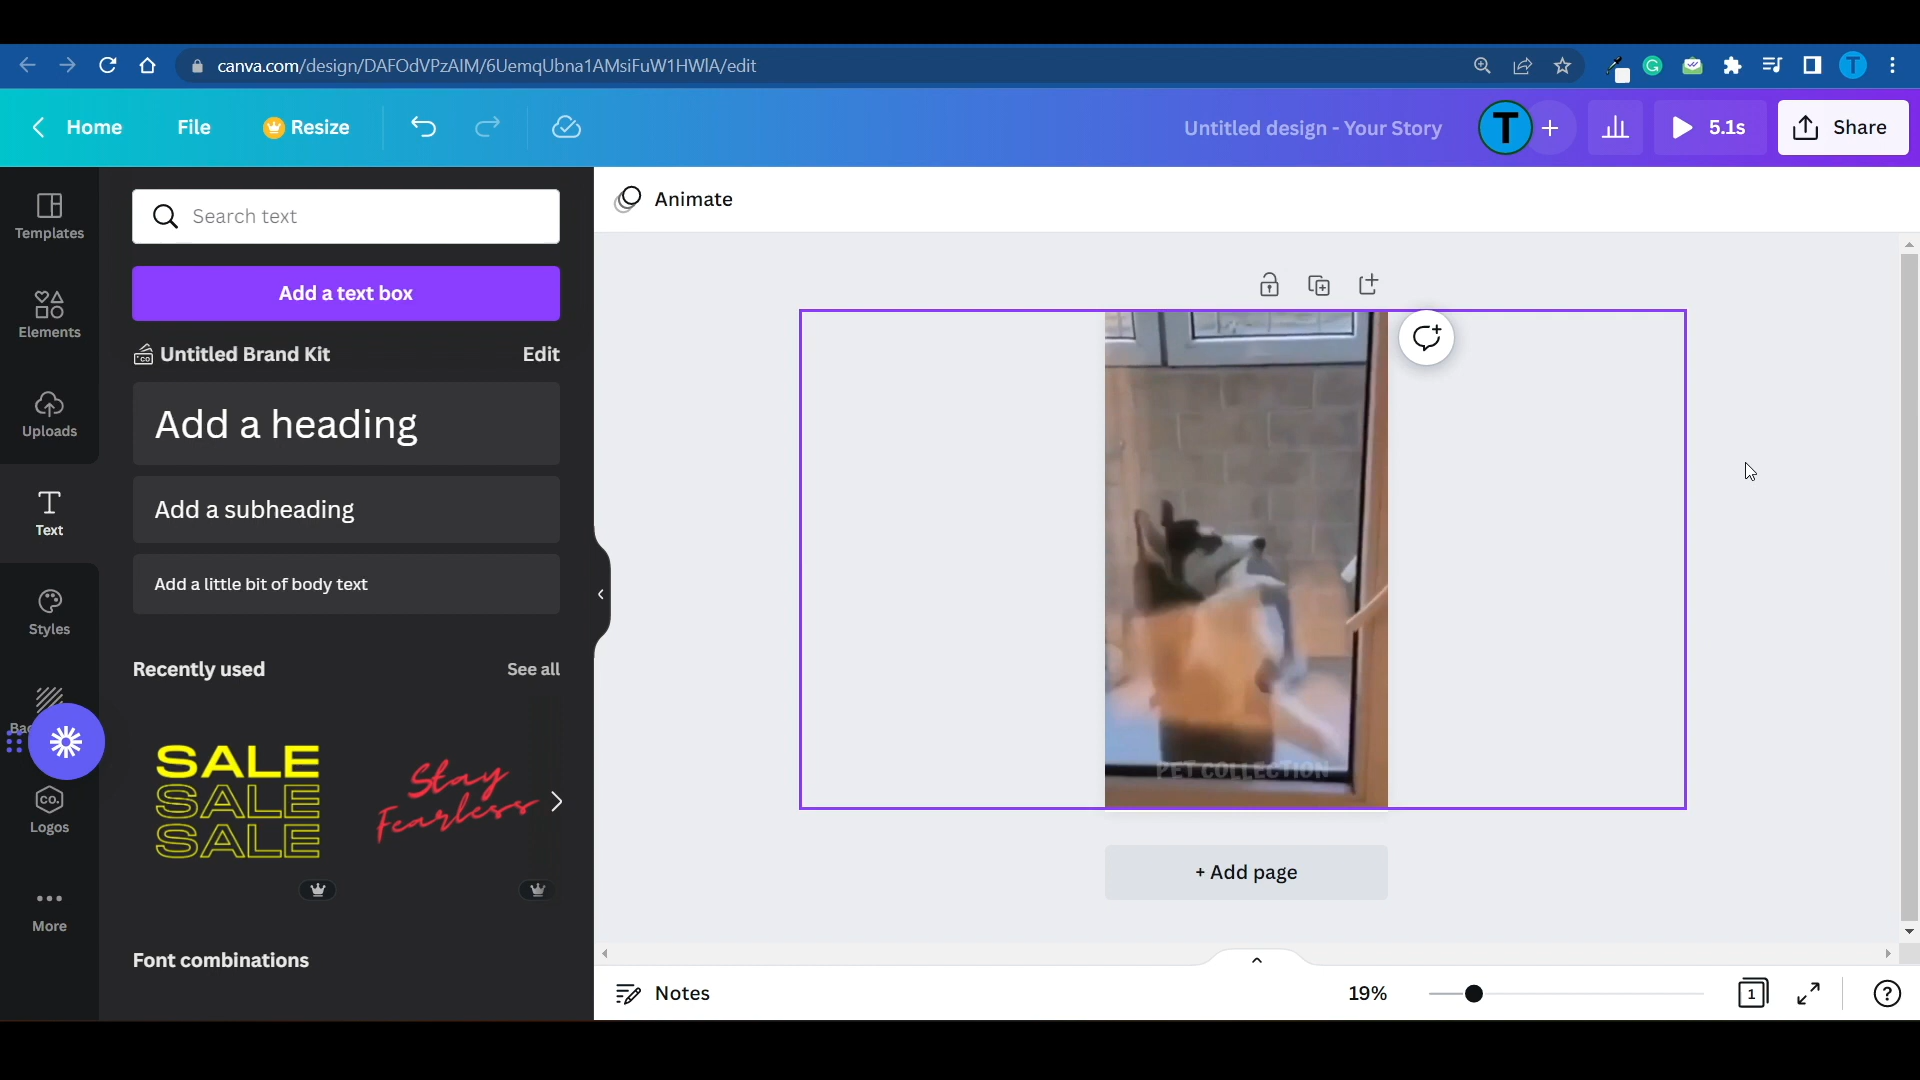 canva.com/design/DAFOdVPzAIM/6UemqUbna1AMsiFuW1HWlA/edit
T
Home
File
Resize
Untitled design - Your Story
T
5.1s
Share
Templates
Elements
Uploads
Text
Styles
Logos
More
Search text
Add a text box
Untitled Brand Kit
Edit
Add a heading
Add a subheading
Add a little bit of body text
Recently used
See all
SALE
SALE
SALE
Stay
Fearless
Font combinations
Animate
PET COLLECTION
+ Add page
Notes
19%
1